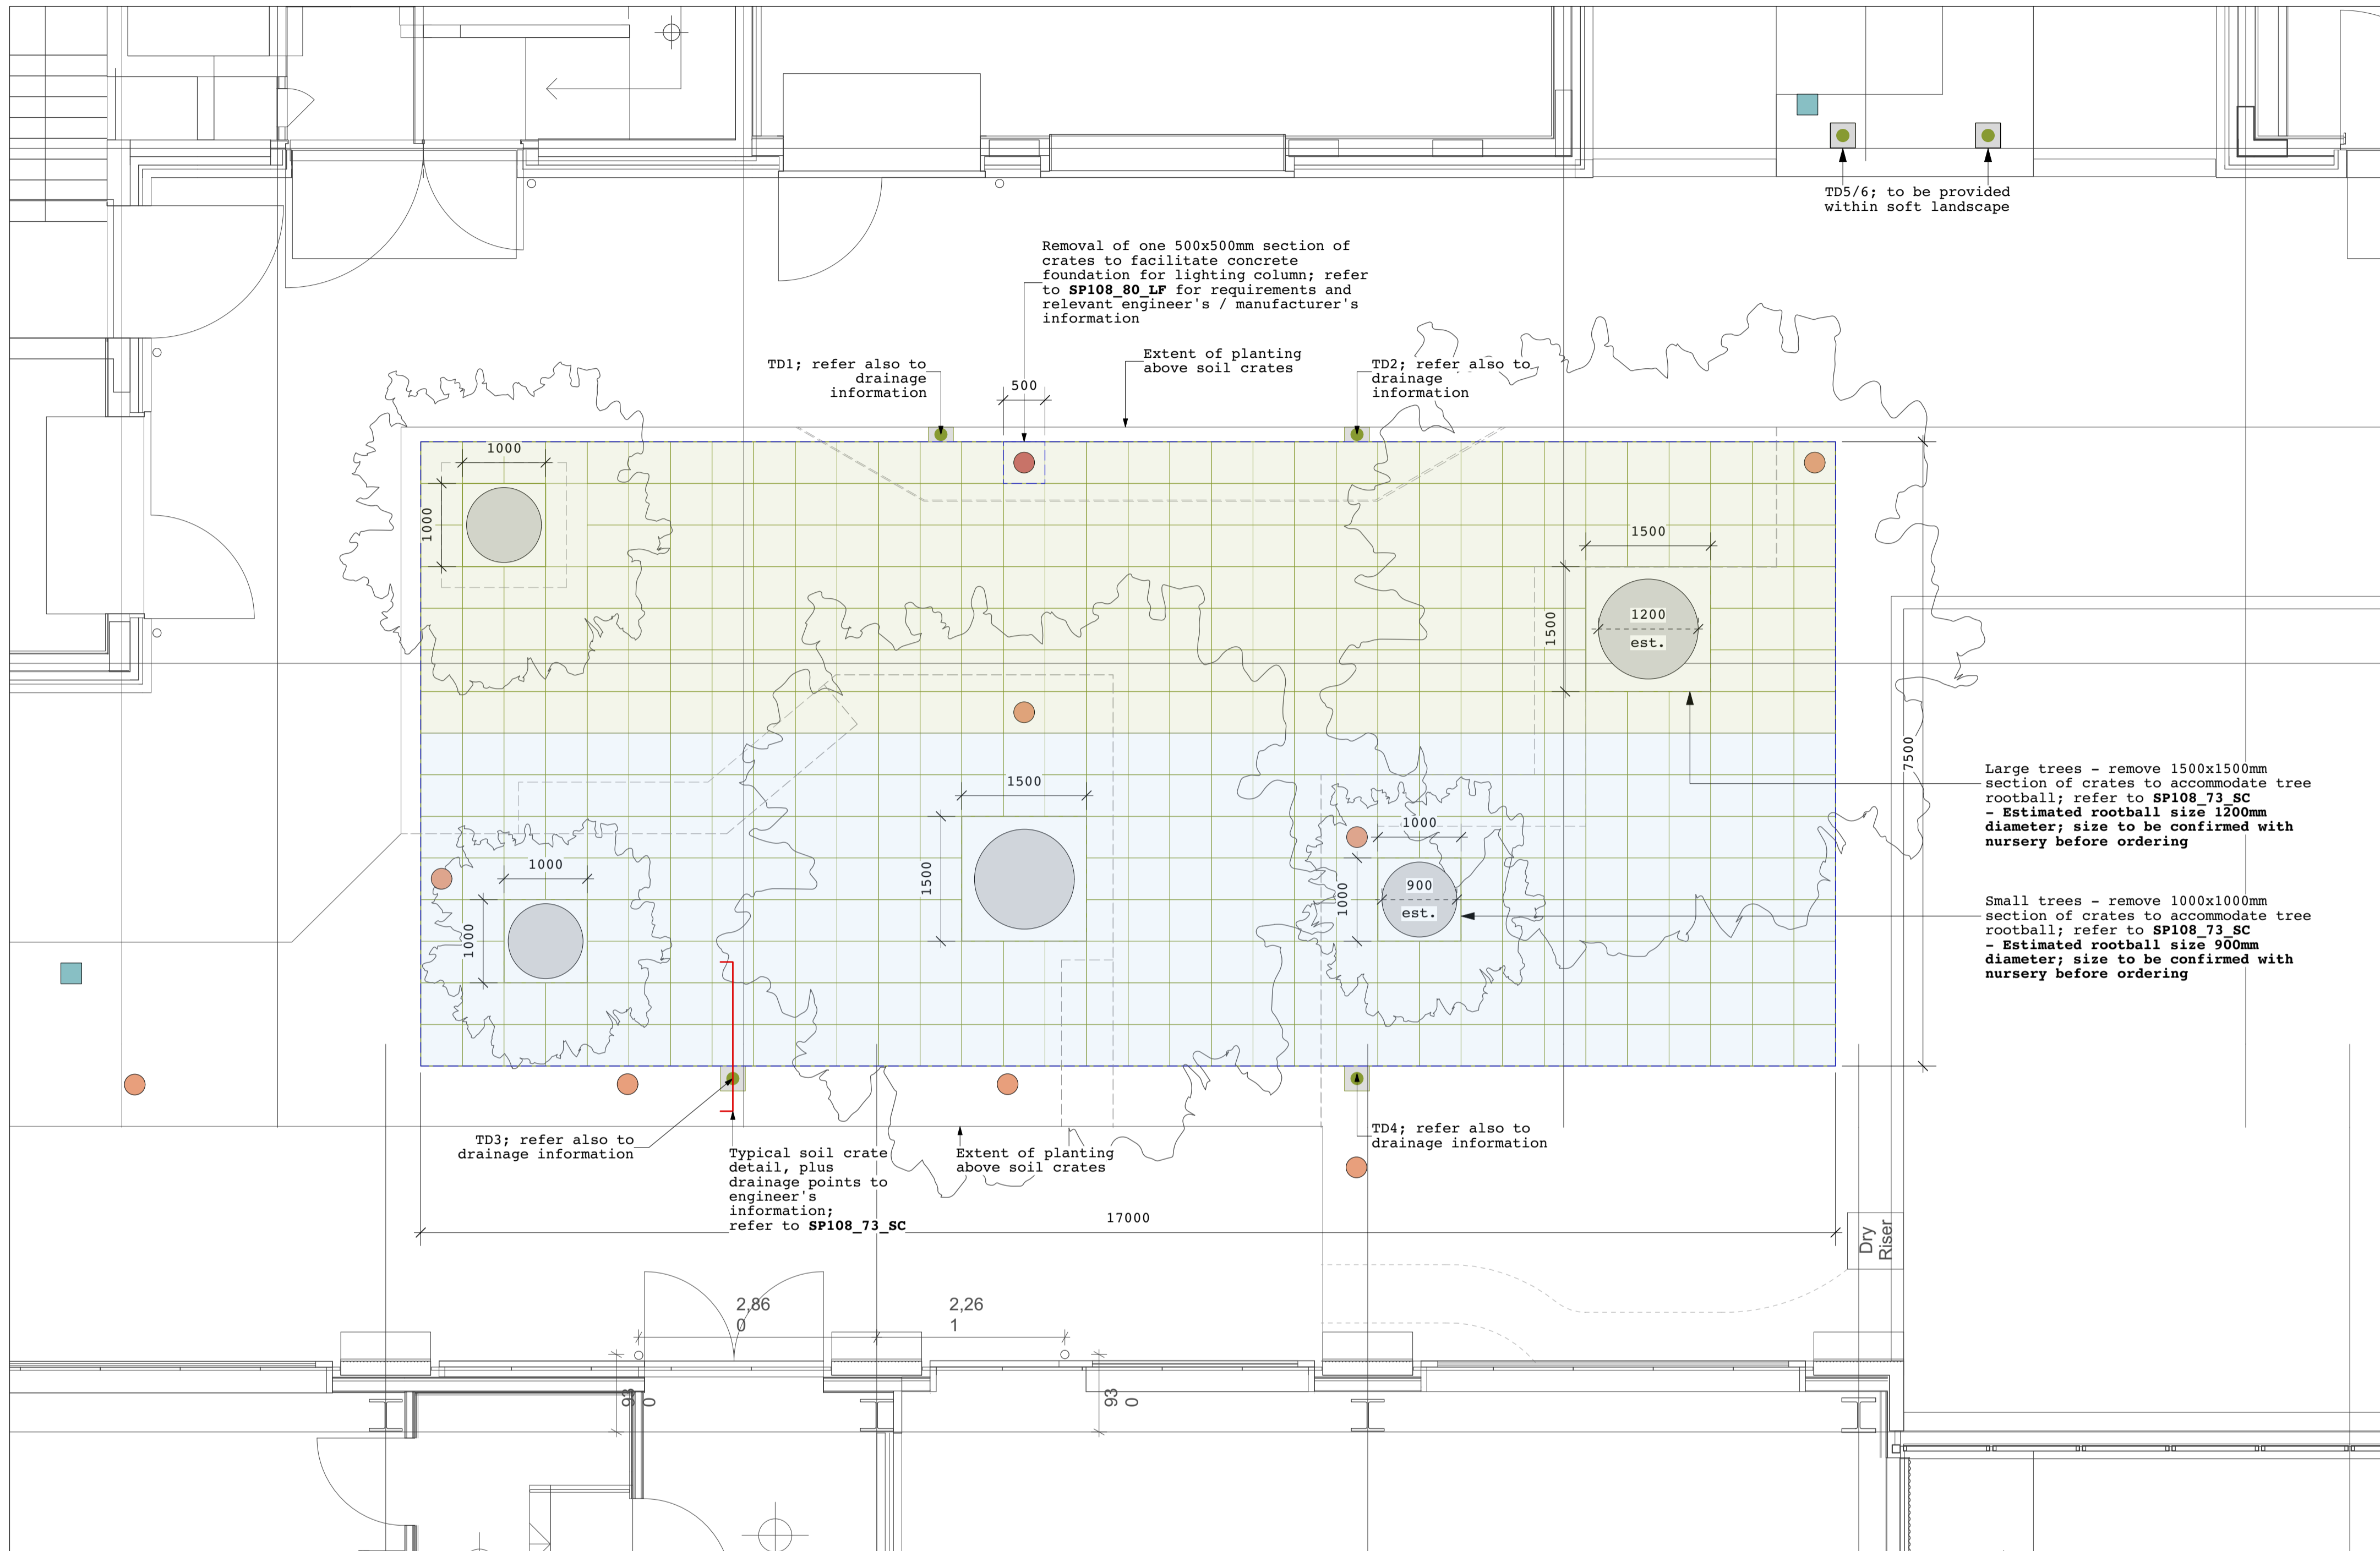 TD5/6; to be provided
within soft landscape
Removal of one 500x500mm section of
crates to facilitate concrete
foundation for lighting column; refer
to SP108_80_LF for requirements and
relevant engineer's / manufacturer's
information
TD1; refer also to
drainage
information
500
Extent of planting
above soil crates
TD2; refer also to
drainage
information
1000
1000
1500
1500
1200
est.
7500
1500
1500
1000
1000
1000
1000
900
est.
Large trees - remove 1500x1500mm
section of crates to accommodate tree
rootball; refer to SP108_73_SC
- Estimated rootball size 1200mm
diameter; size to be confirmed with
nursery before ordering
Small trees - remove 1000x1000mm
section of crates to accommodate tree
rootball; refer to SP108_73_SC
- Estimated rootball size 900mm
diameter; size to be confirmed with
nursery before ordering
TD3; refer also to
drainage information
Typical soil crate
detail, plus
drainage points to
engineer's
information;
refer to SP108_73_SC
Extent of planting
above soil crates
TD4; refer also to
drainage information
17000
Dry
Riser
2,86
0
2,26
1
93
0
93
0